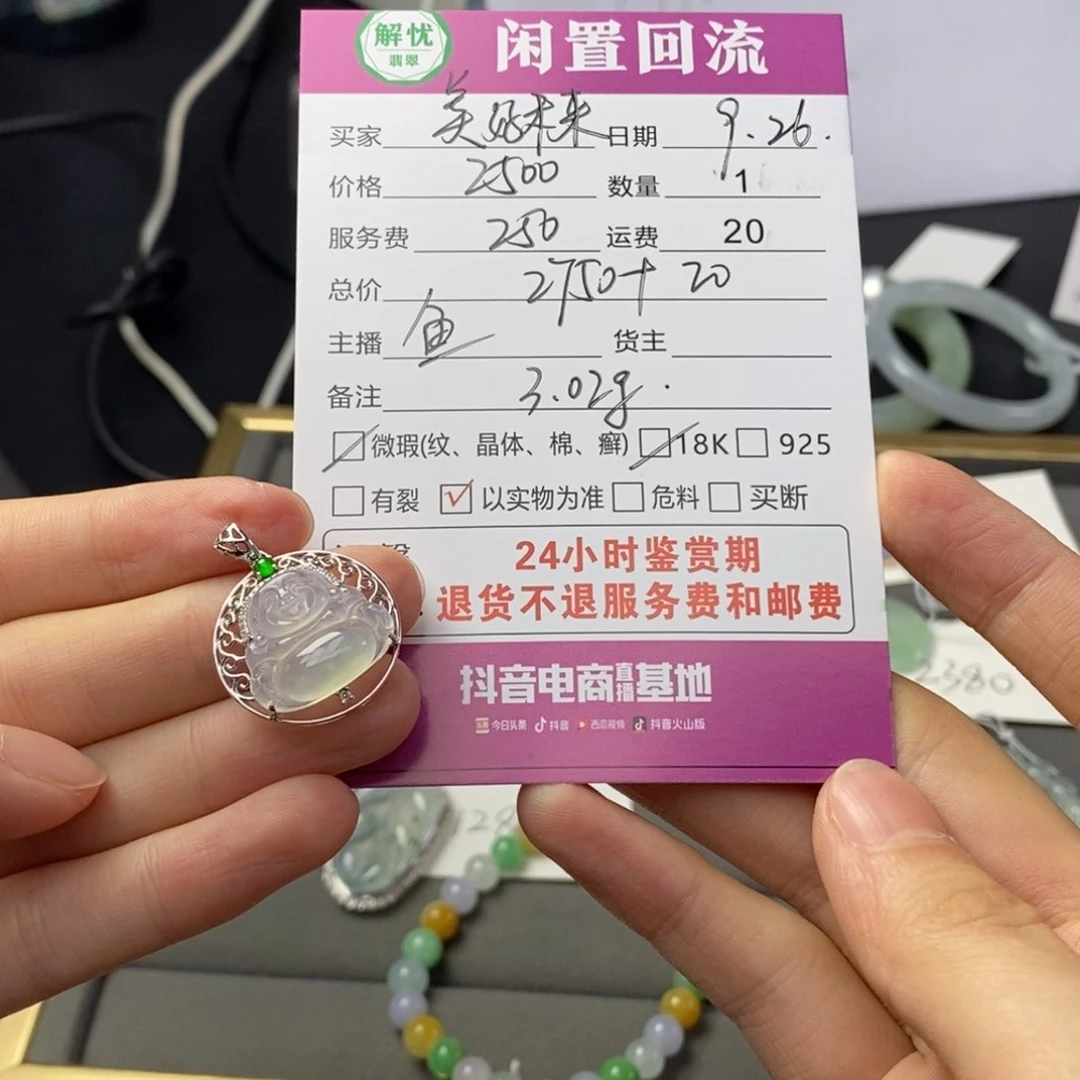 解忧
翡翠
闲置回流
买家 美好未来 日期 9.26.
价格 2500 数量 1
服务费 250 运费 20
总价 2750+20
主播 鱼 货主
备注 3.02g.
微瑕(纹、晶体、棉、癣) 18K 925
有裂 以实物为准 危料 买断
24小时鉴赏期
退货不退服务费和邮费
抖音电商直播基地
今日头条 抖音 西瓜视频 抖音火山版
2380
128